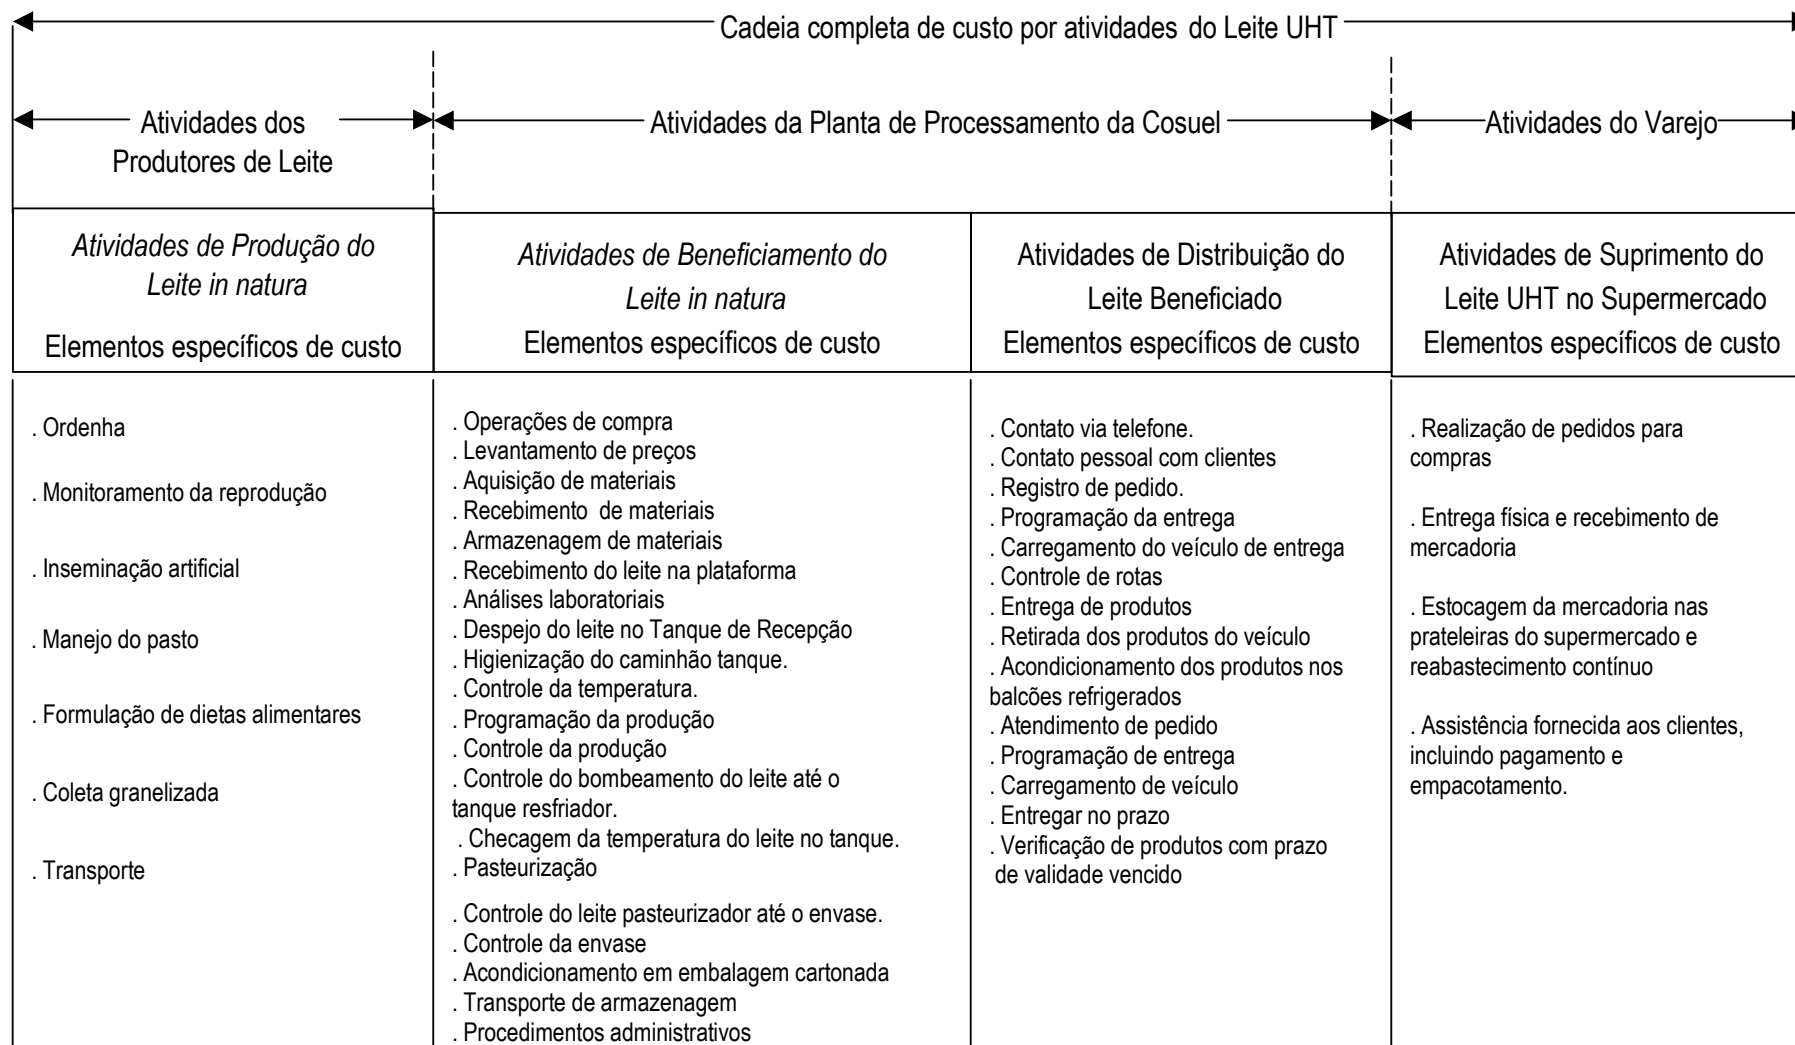 Cadeia completa de custo por atividades do Leite UHT
Atividades dos
Produtores de Leite
Atividades da Planta de Processamento da Cosuel
Atividades do Varejo
Atividades de Produção do
Leite in natura
Elementos específicos de custo
Atividades de Beneficiamento do
Leite in natura
Elementos específicos de custo
Atividades de Distribuição do
Leite Beneficiado
Elementos específicos de custo
Atividades de Suprimento do
Leite UHT no Supermercado
Elementos específicos de custo
. Ordenha
. Monitoramento da reprodução
. Inseminação artificial
. Manejo do pasto
. Formulação de dietas alimentares
. Coleta granelizada
. Transporte
. Operações de compra
. Levantamento de preços
. Aquisição de materiais
. Recebimento de materiais
. Armazenagem de materiais
. Recebimento do leite na plataforma
. Análises laboratoriais
. Despejo do leite no Tanque de Recepção
. Higienização do caminhão tanque.
. Controle da temperatura.
. Programação da produção
. Controle da produção
. Controle do bombeamento do leite até o
tanque resfriador.
. Checagem da temperatura do leite no tanque.
. Pasteurização
. Controle do leite pasteurizador até o envase.
. Controle da envase
. Acondicionamento em embalagem cartonada
. Transporte de armazenagem
. Procedimentos administrativos
. Contato via telefone.
. Contato pessoal com clientes
. Registro de pedido.
. Programação da entrega
. Carregamento do veículo de entrega
. Controle de rotas
. Entrega de produtos
. Retirada dos produtos do veículo
. Acondicionamento dos produtos nos
balcões refrigerados
. Atendimento de pedido
. Programação de entrega
. Carregamento de veículo
. Entregar no prazo
. Verificação de produtos com prazo
de validade vencido
. Realização de pedidos para
compras
. Entrega física e recebimento de
mercadoria
. Estocagem da mercadoria nas
prateleiras do supermercado e
reabastecimento contínuo
. Assistência fornecida aos clientes,
incluindo pagamento e
empacotamento.